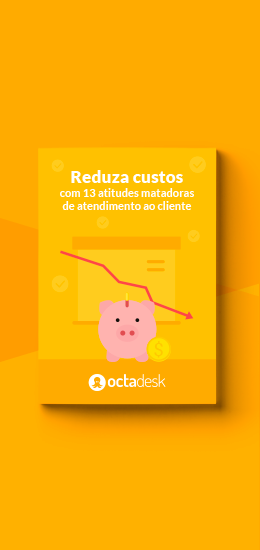 Reduza custos
com 13 atitudes matadoras
de atendimento ao cliente
$
octadesk